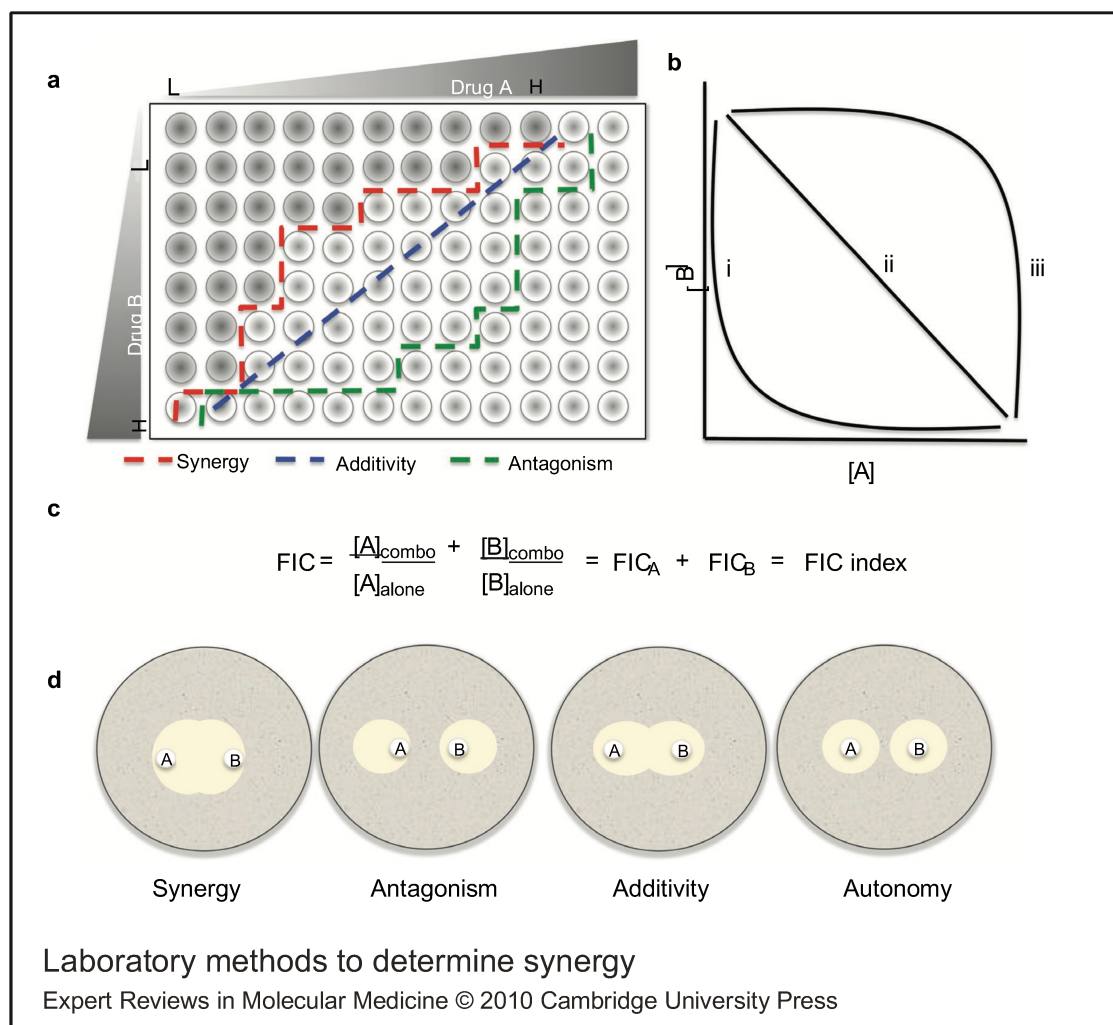 a
L
Drug A
H
L
Drug B
H
Synergy
Additivity
Antagonism
b
[B]
i
ii
iii
[A]
c
FIC = [A]combo/[A]alone + [B]combo/[B]alone = FICA + FICB = FIC index
d
A
B
A
B
A
B
A
B
Synergy
Antagonism
Additivity
Autonomy
Laboratory methods to determine synergy
Expert Reviews in Molecular Medicine © 2010 Cambridge University Press